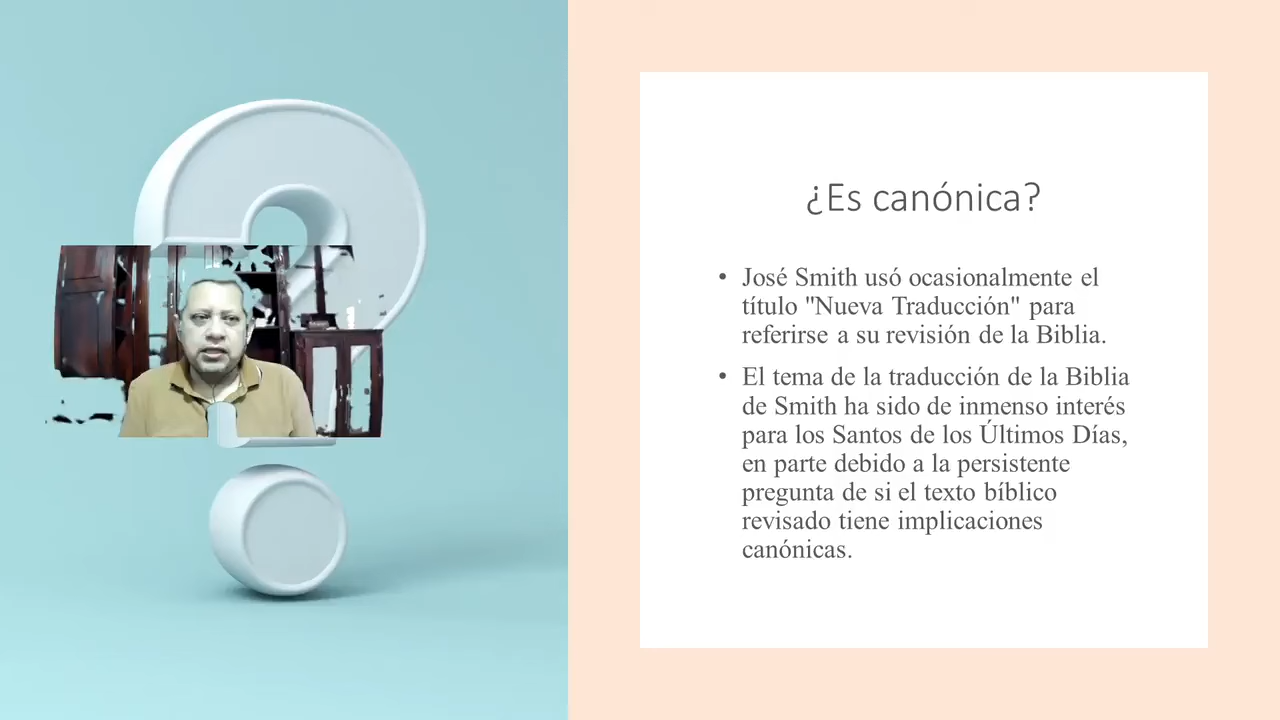 ¿Es canónica?
• José Smith usó ocasionalmente el
título "Nueva Traducción" para
referirse a su revisión de la Biblia.
• El tema de la traducción de la Biblia
de Smith ha sido de inmenso interés
para los Santos de los Últimos Días,
en parte debido a la persistente
pregunta de si el texto bíblico
revisado tiene implicaciones
canónicas.